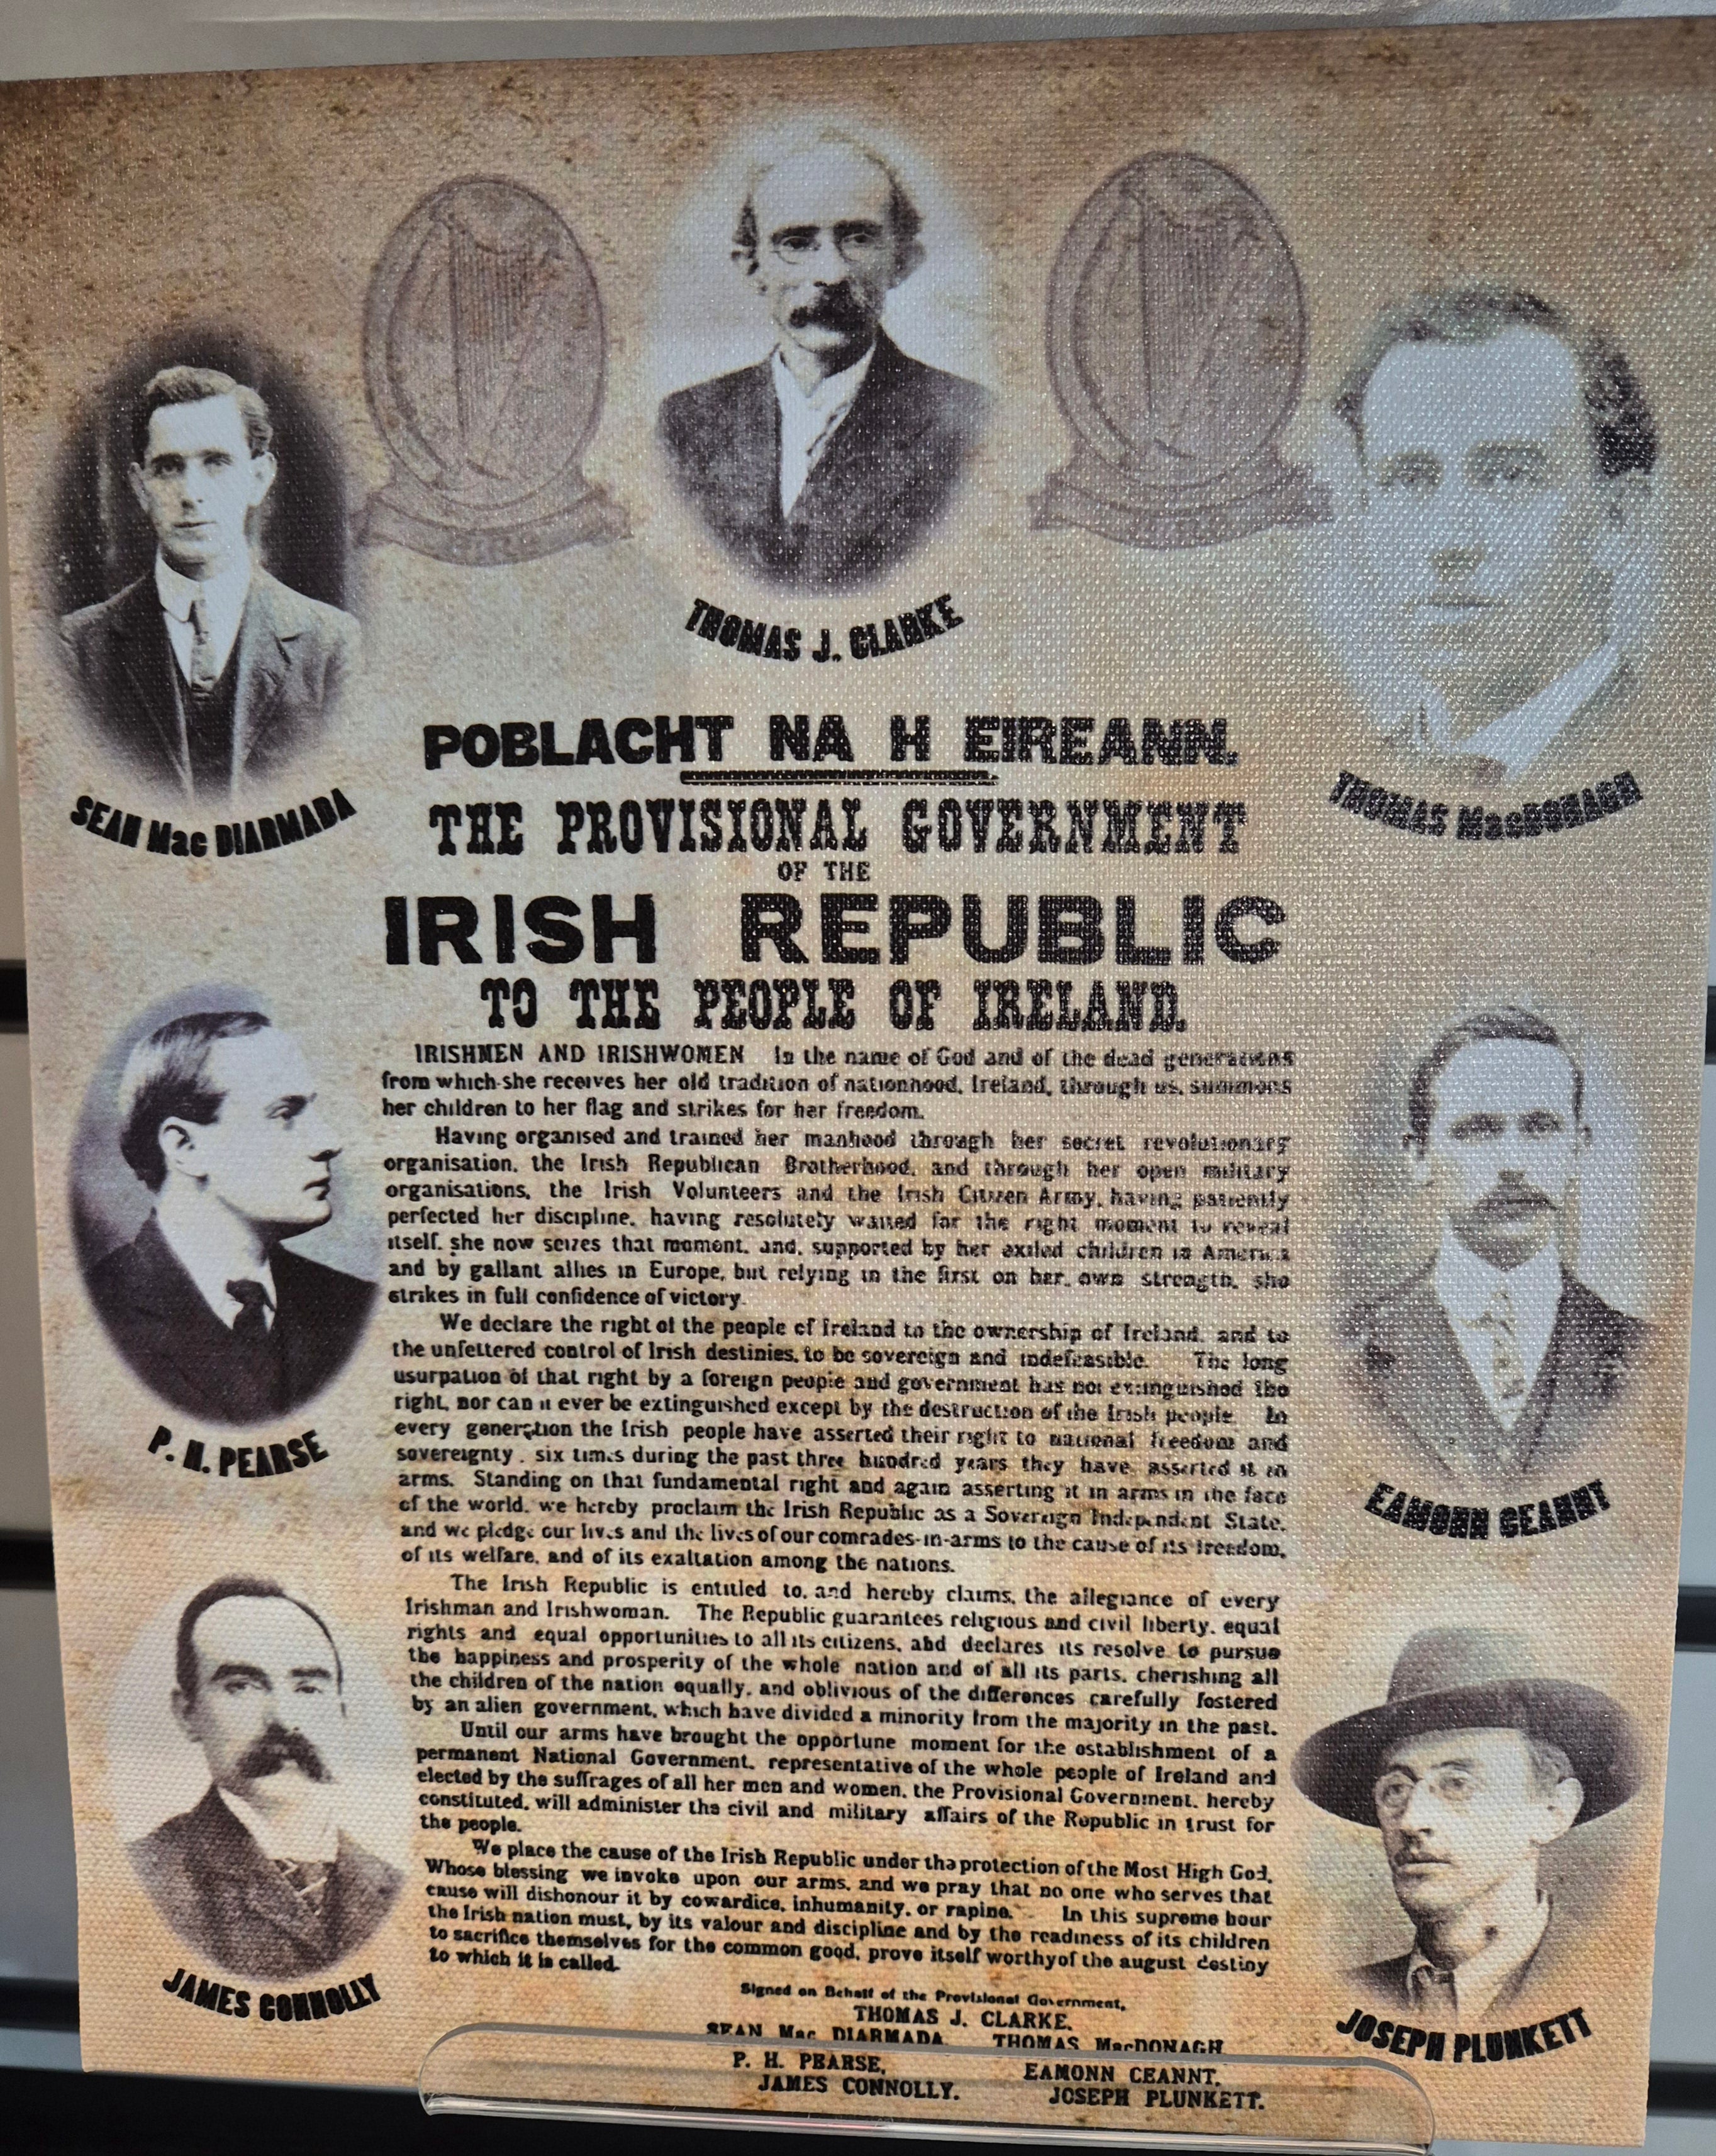 THOMAS J. CLARKE
SEAN Mac DIARMADA
THOMAS MacDONAGH
POBLACHT NA H EIREANN.
THE PROVISIONAL GOVERNMENT
OF THE
IRISH REPUBLIC
TO THE PEOPLE OF IRELAND.
IRISHMEN AND IRISHWOMEN In the name of God and of the dead generations
from which she receives her old tradition of nationhood, Ireland, through us, summons
her children to her flag and strikes for her freedom.
Having organised and trained her manhood through her secret revolutionary
organisation, the Irish Republican Brotherhood, and through her open military
organisations, the Irish Volunteers and the Irish Citizen Army, having patiently
perfected her discipline, having resolutely waited for the right moment to reveal
itself, she now seizes that moment, and, supported by her exiled children in America
and by gallant allies in Europe, but relying in the first on her own strength, she
strikes in full confidence of victory.
We declare the right of the people of Ireland to the ownership of Ireland, and to
the unfettered control of Irish destinies, to be sovereign and indefeasible. The long
usurpation of that right by a foreign people and government has not extinguished the
right, nor can it ever be extinguished except by the destruction of the Irish people. In
every generation the Irish people have asserted their right to national freedom and
sovereignty, six times during the past three hundred years they have asserted it in
arms. Standing on that fundamental right and again asserting it in arms in the face
of the world, we hereby proclaim the Irish Republic as a Sovereign Independent State,
and we pledge our lives and the lives of our comrades-in-arms to the cause of its freedom,
of its welfare, and of its exaltation among the nations.
The Irish Republic is entitled to, and hereby claims, the allegiance of every
Irishman and Irishwoman. The Republic guarantees religious and civil liberty, equal
rights and equal opportunities to all its citizens, and declares its resolve to pursue
the happiness and prosperity of the whole nation and of all its parts, cherishing all
the children of the nation equally, and oblivious of the differences carefully fostered
by an alien government, which have divided a minority from the majority in the past.
Until our arms have brought the opportune moment for the establishment of a
permanent National Government, representative of the whole people of Ireland and
elected by the suffrages of all her men and women, the Provisional Government, hereby
constituted, will administer the civil and military affairs of the Republic in trust for
the people.
We place the cause of the Irish Republic under the protection of the Most High God,
Whose blessing we invoke upon our arms, and we pray that no one who serves that
cause will dishonour it by cowardice, inhumanity, or rapine. In this supreme hour
the Irish nation must, by its valour and discipline and by the readiness of its children
to sacrifice themselves for the common good, prove itself worthy of the august destiny
to which it is called.
Signed on Behalf of the Provisional Government,
THOMAS J. CLARKE.
SEAN Mac DIARMADA THOMAS MacDONAGH
P. H. PEARSE, EAMONN CEANNT.
JAMES CONNOLLY. JOSEPH PLUNKETT.
P. H. PEARSE
EAMONN CEANNT
JAMES CONNOLLY
JOSEPH PLUNKETT